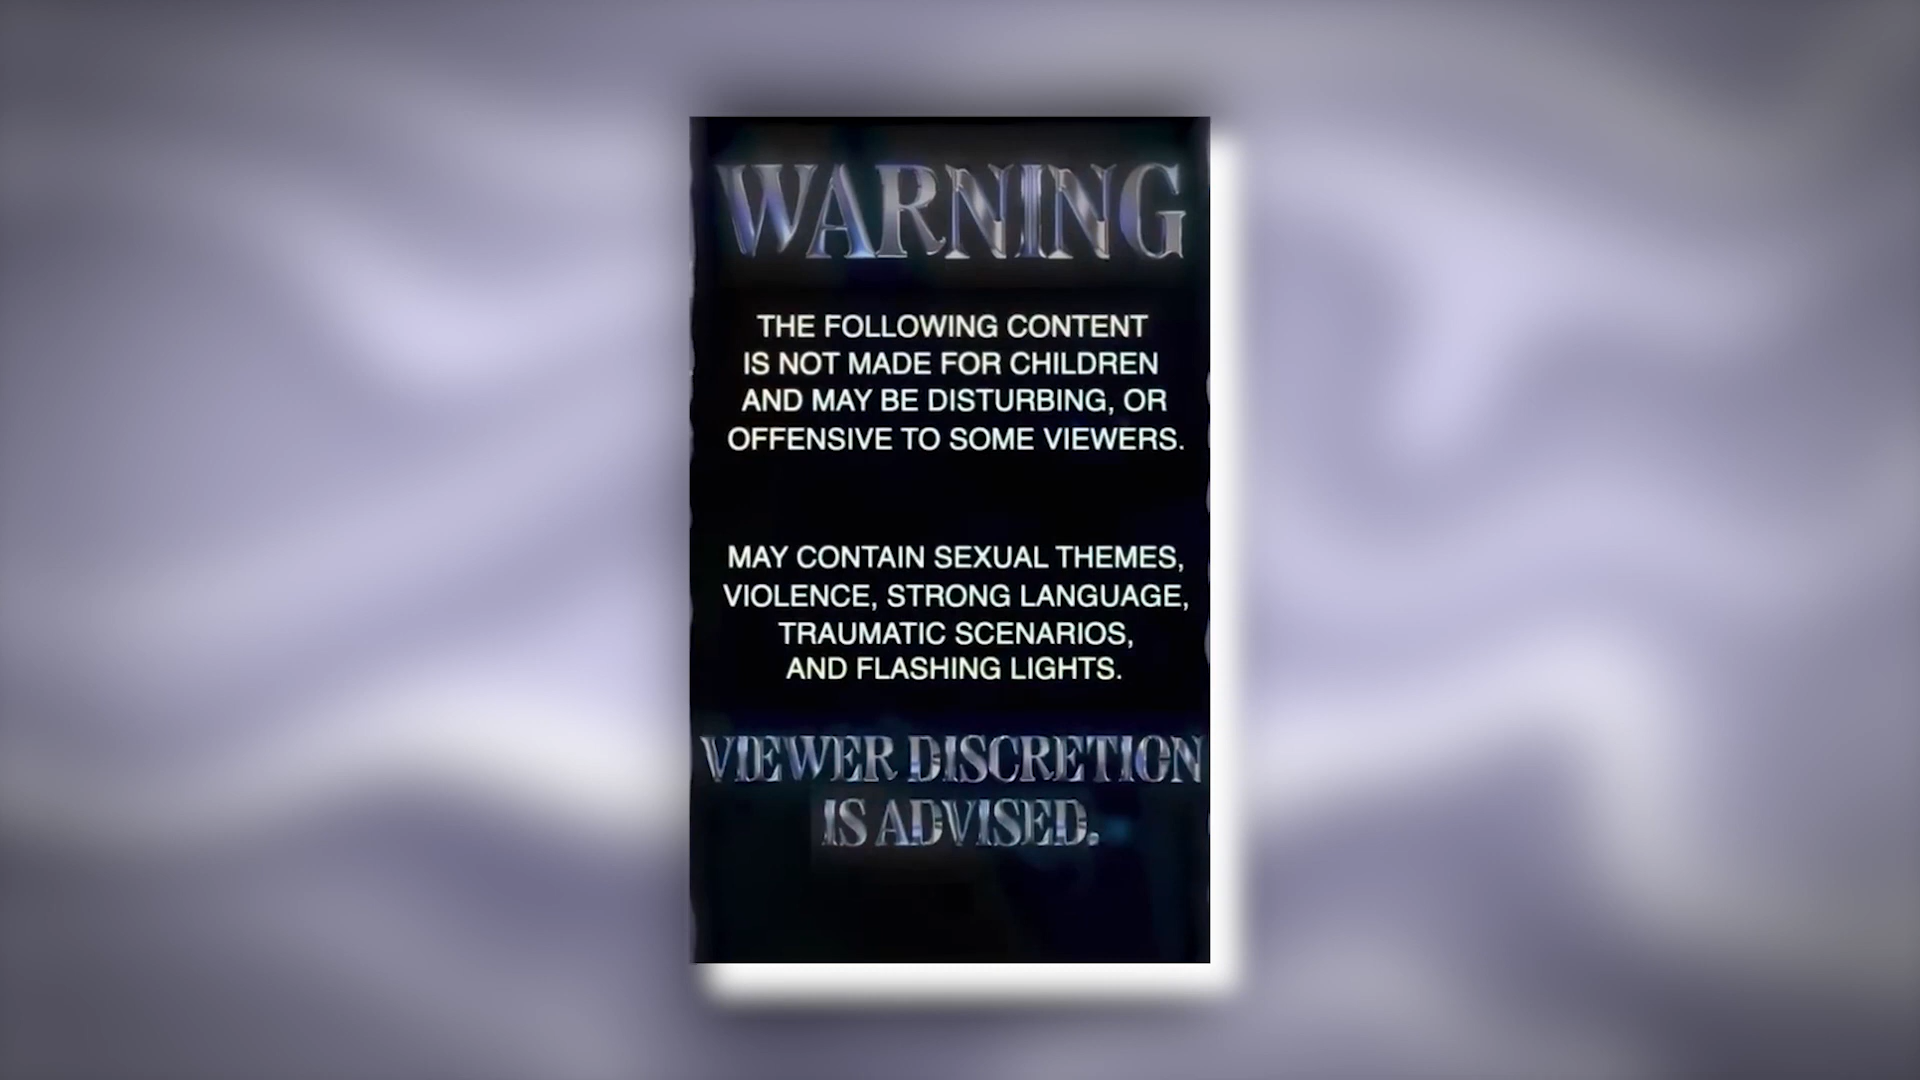 WARNING
THE FOLLOWING CONTENT
IS NOT MADE FOR CHILDREN
AND MAY BE DISTURBING, OR
OFFENSIVE TO SOME VIEWERS.
MAY CONTAIN SEXUAL THEMES,
VIOLENCE, STRONG LANGUAGE,
TRAUMATIC SCENARIOS,
AND FLASHING LIGHTS.
VIEWER DISCRETION
IS ADVISED.